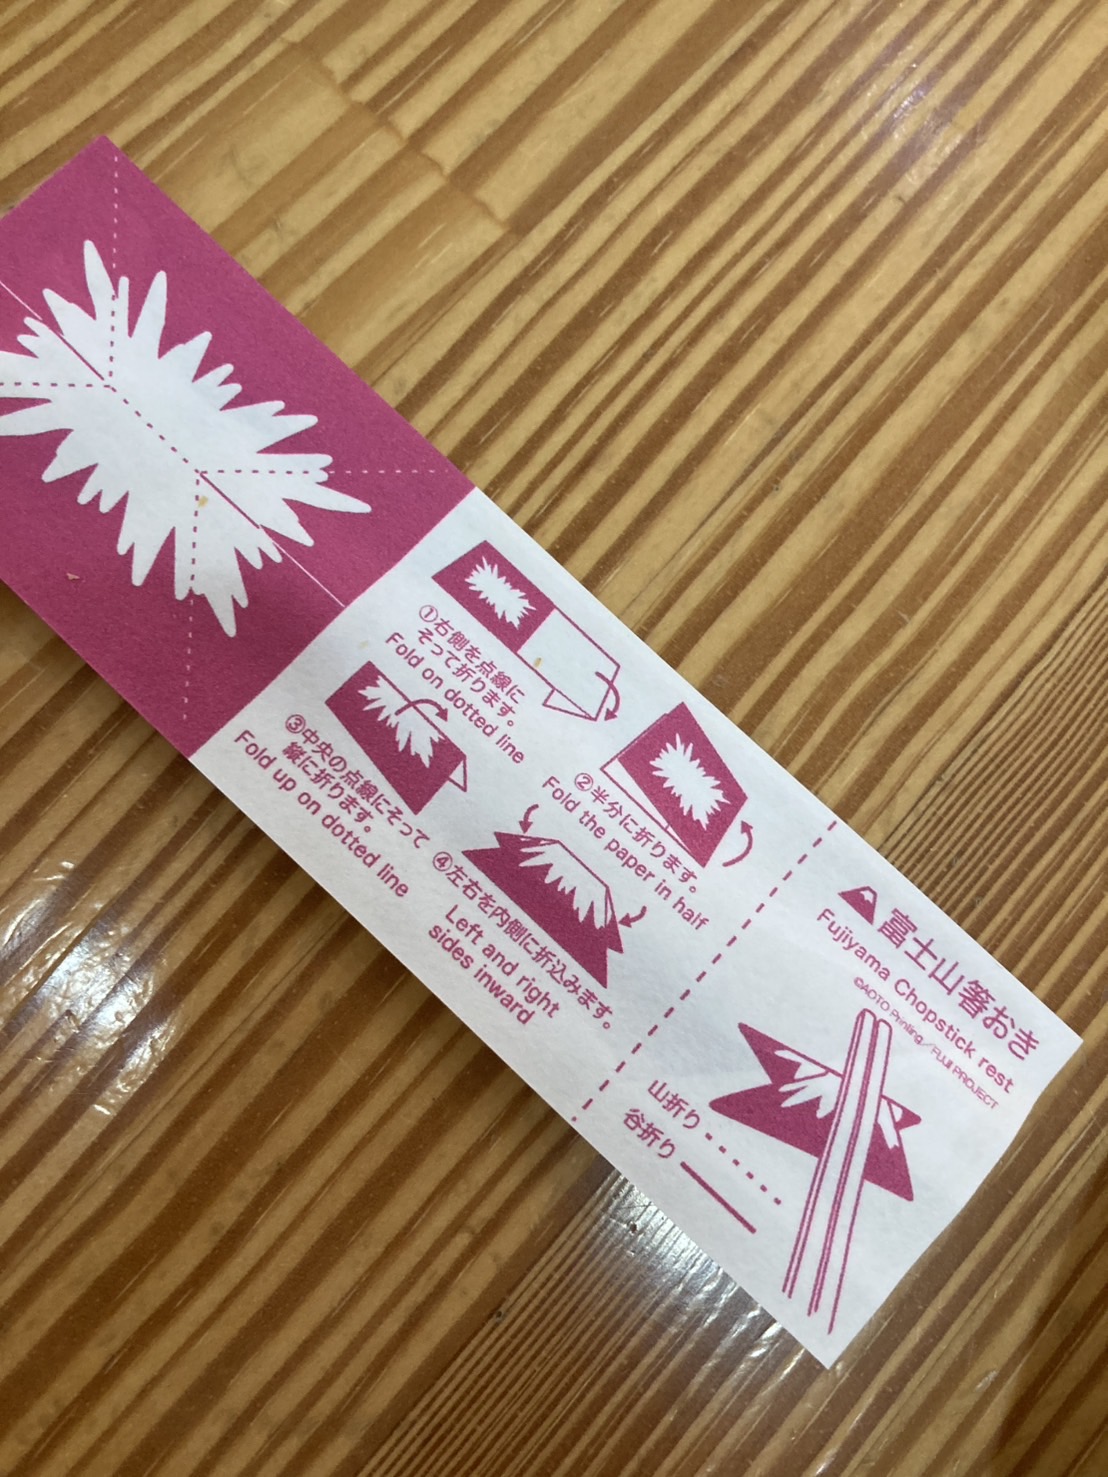 ①右側を点線に
そって折ります。
Fold on dotted line
②半分に折ります。
Fold the paper in half
③中央の点線にそって
縦に折ります。
Fold up on dotted line
④左右を内側に折込みます。
Left and right
sides inward
富士山箸おき
Fujiyama Chopstick rest
©AOTO Printing／FUJI PROJECT
山折り
谷折り